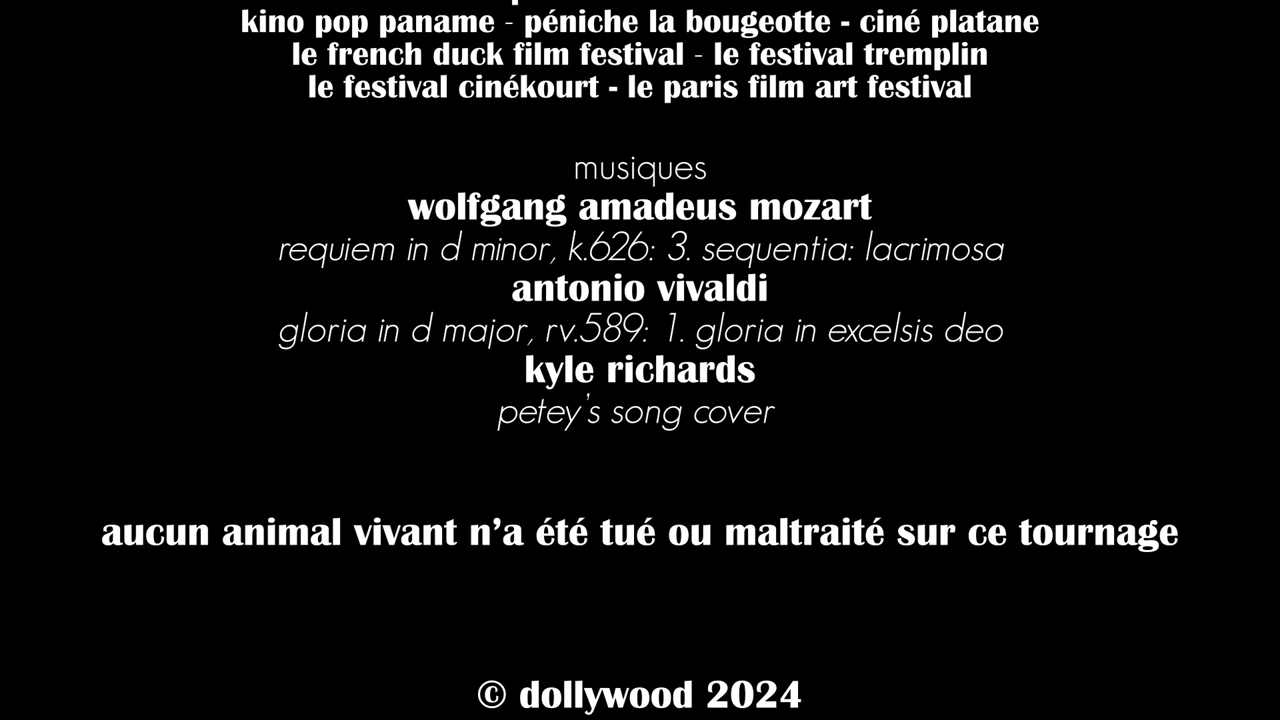 kino pop paname - péniche la bougeotte - ciné platane
le french duck film festival - le festival tremplin
le festival cinékourt - le paris film art festival
musiques
wolfgang amadeus mozart
requiem in d minor, k.626: 3. sequentia: lacrimosa
antonio vivaldi
gloria in d major, rv.589: 1. gloria in excelsis deo
kyle richards
petey's song cover
aucun animal vivant n’a été tué ou maltraité sur ce tournage
© dollywood 2024